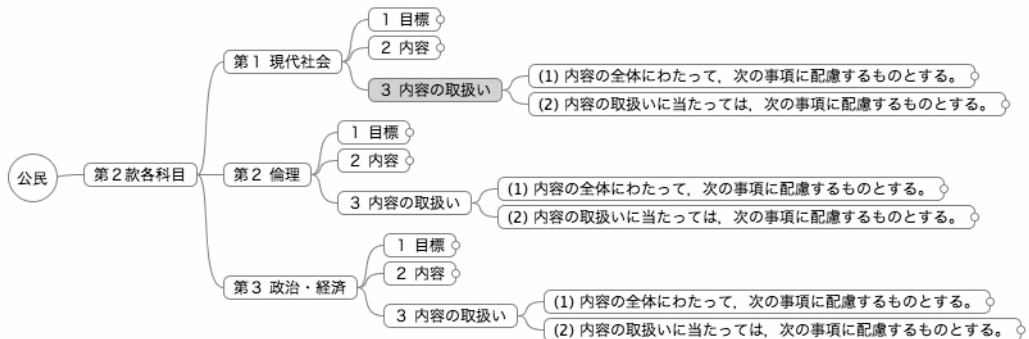 公民
第２款各科目
第１ 現代社会
１ 目標
２ 内容
３ 内容の取扱い
(1) 内容の全体にわたって，次の事項に配慮するものとする。
(2) 内容の取扱いに当たっては，次の事項に配慮するものとする。
第２ 倫理
１ 目標
２ 内容
３ 内容の取扱い
(1) 内容の全体にわたって，次の事項に配慮するものとする。
(2) 内容の取扱いに当たっては，次の事項に配慮するものとする。
第３ 政治・経済
１ 目標
２ 内容
３ 内容の取扱い
(1) 内容の全体にわたって，次の事項に配慮するものとする。
(2) 内容の取扱いに当たっては，次の事項に配慮するものとする。